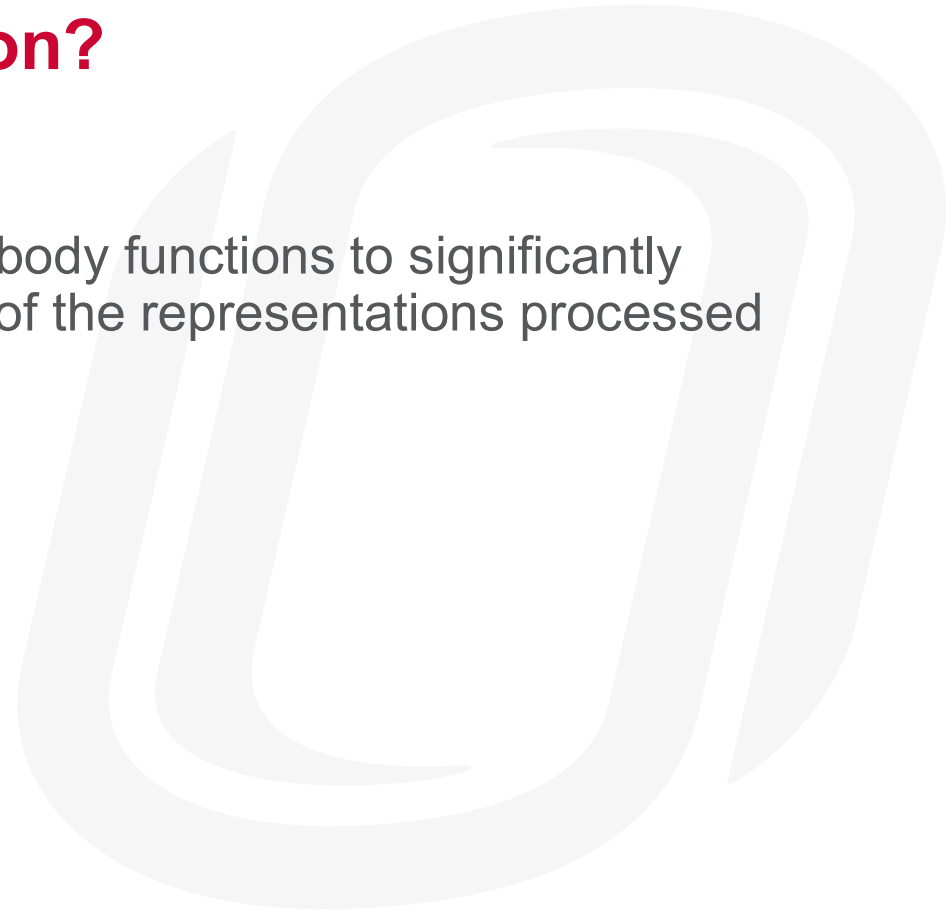 on?
body functions to significantly
of the representations processed